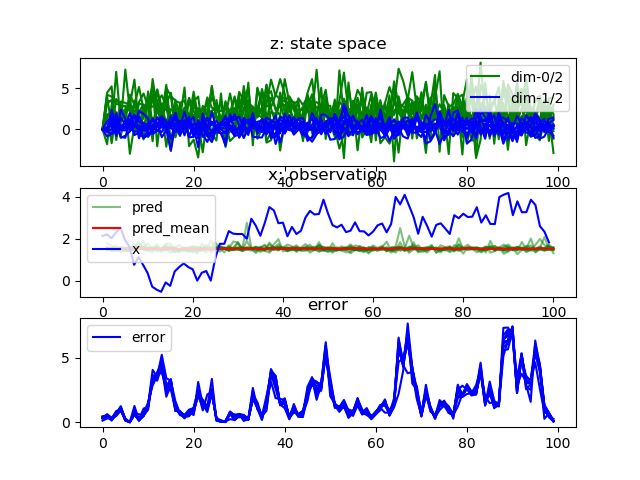 z: state space
5
0
dim-0/2
dim-1/2
0 20 40 60 80 100
x: observation
4
2
0
pred
pred_mean
x
0 20 40 60 80 100
error
5
0
error
0 20 40 60 80 100